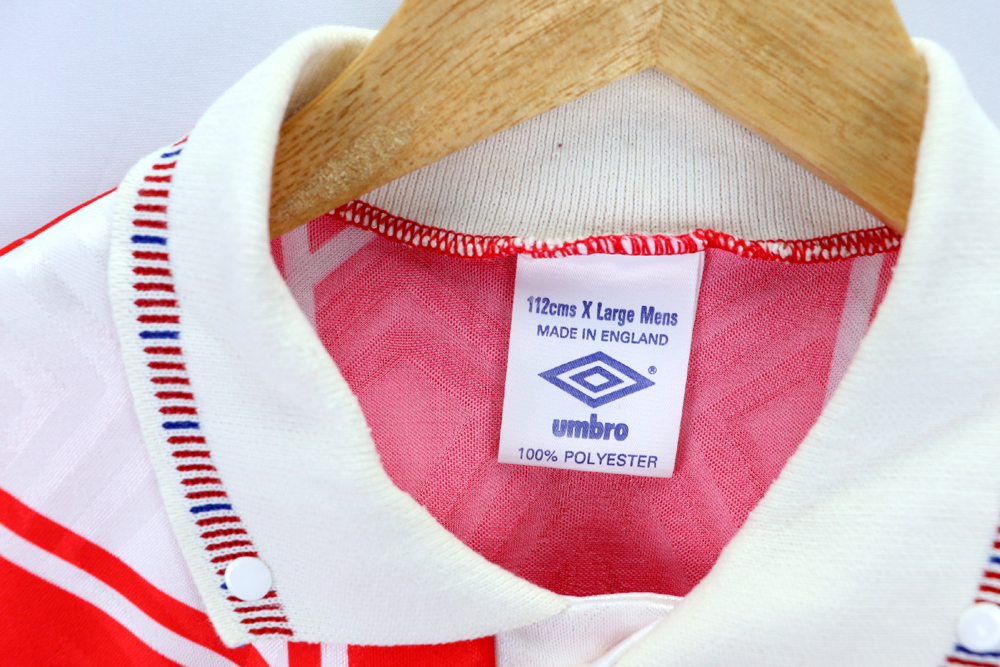 112cms X Large Mens
MADE IN ENGLAND
®
umbro
100% POLYESTER